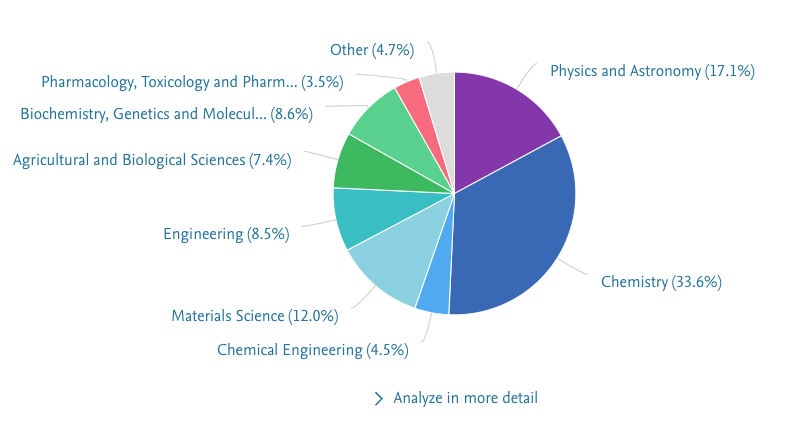 Other (4.7%)
Physics and Astronomy (17.1%)
Pharmacology, Toxicology and Pharm... (3.5%)
Biochemistry, Genetics and Molecul... (8.6%)
Agricultural and Biological Sciences (7.4%)
Engineering (8.5%)
Chemistry (33.6%)
Materials Science (12.0%)
Chemical Engineering (4.5%)
Analyze in more detail